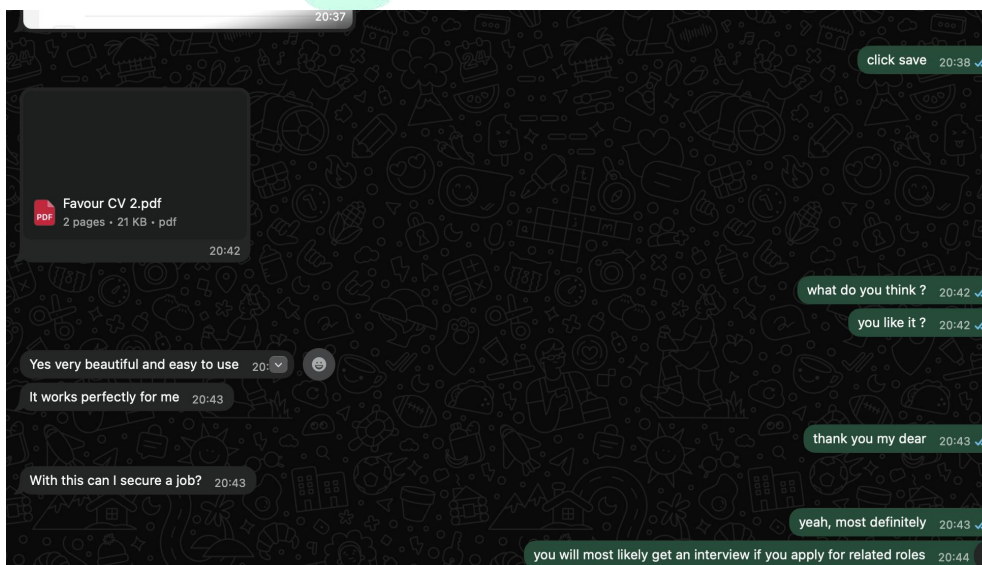 20:37
click save 20:38
PDF
Favour CV 2.pdf
2 pages • 21 KB • pdf
20:42
what do you think ? 20:42
you like it ? 20:42
Yes very beautiful and easy to use 20:
It works perfectly for me 20:43
thank you my dear 20:43
With this can I secure a job? 20:43
yeah, most definitely 20:43
you will most likely get an interview if you apply for related roles 20:44